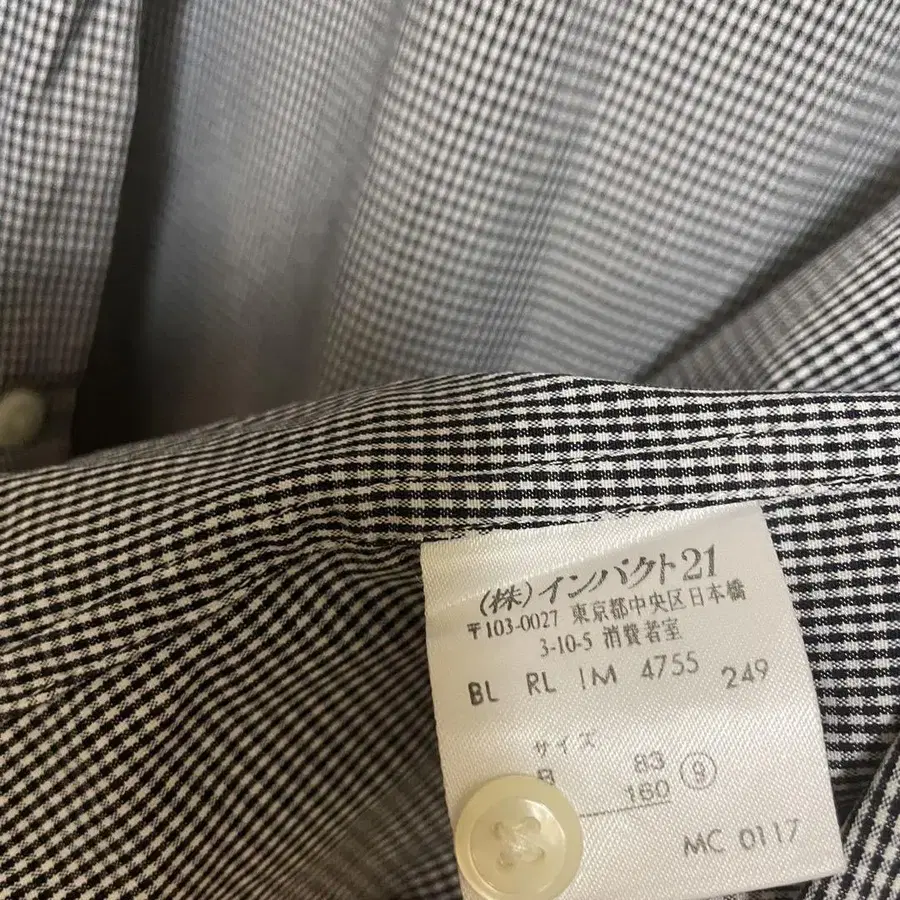 (株)インパクト21
〒103-0027 東京都中央区日本橋
3-10-5 消費者室
BL RL IM 4755 249
サイズ
B 83
160 ⑨
MC 0117